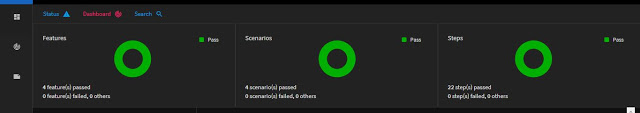 Status
Dashboard
Search
Features
Pass
4 feature(s) passed
0 feature(s) failed, 0 others
Scenarios
Pass
4 scenario(s) passed
0 scenario(s) failed, 0 others
Steps
Pass
22 step(s) passed
0 step(s) failed, 0 others